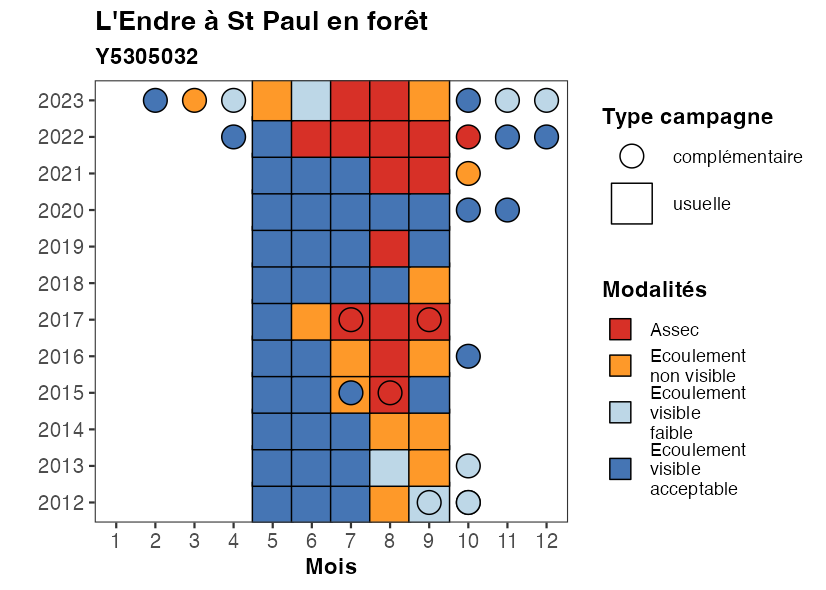 L'Endre à St Paul en forêt
Y5305032
2023
2022
2021
2020
2019
2018
2017
2016
2015
2014
2013
2012
1 2 3 4 5 6 7 8 9 10 11 12
Mois
Type campagne
complémentaire
usuelle
Modalités
Assec
Ecoulement
non visible
Ecoulement
visible
faible
Ecoulement
visible
acceptable